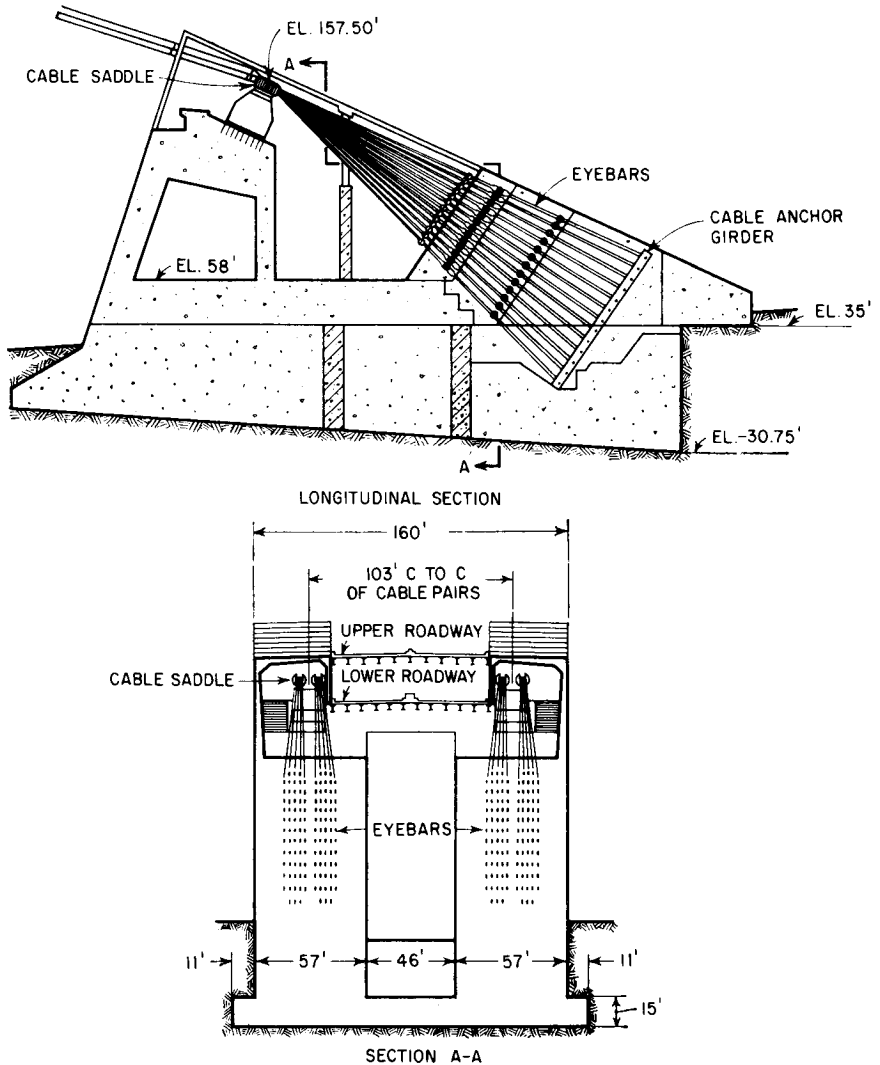 EL. 157.50'
A
CABLE SADDLE
EYEBARS
CABLE ANCHOR
GIRDER
EL. 58'
EL. 35'
EL.-30.75'
A
LONGITUDINAL SECTION
160'
103' C TO C
OF CABLE PAIRS
UPPER ROADWAY
CABLE SADDLE
LOWER ROADWAY
EYEBARS
11' 57' 46' 57' 11'
15'
SECTION A-A